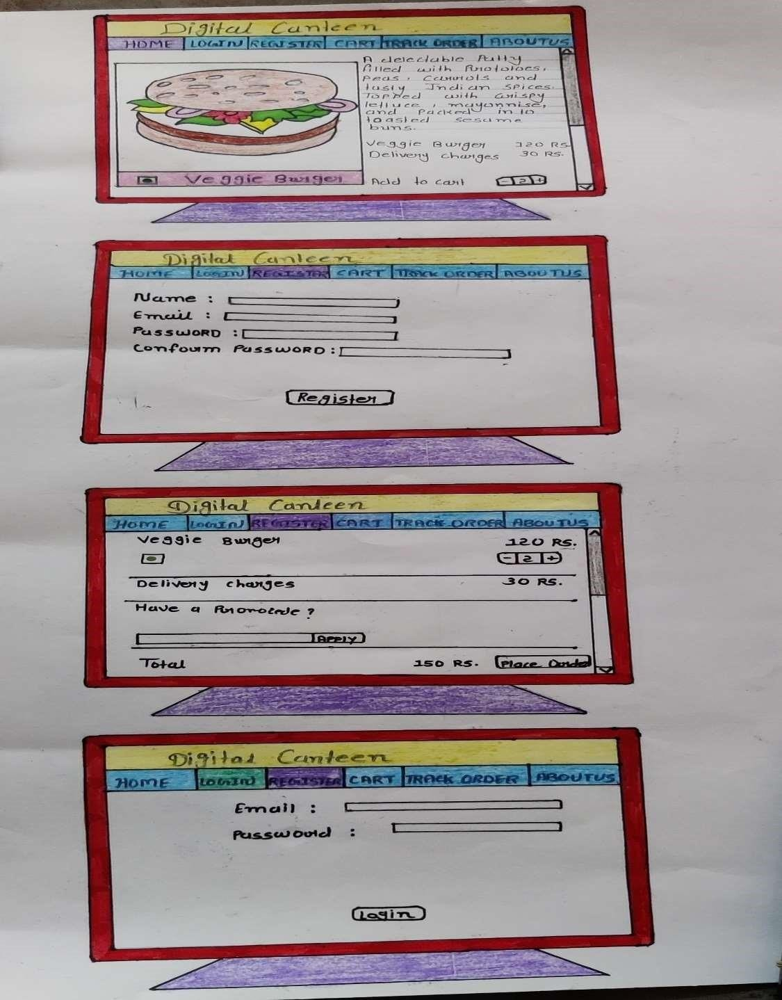 Digital Canteen
HOME LOGIN REGISTER CART TRACK ORDER ABOUTUS
A delectable Patty
filled with Prototoes,
peas, Carrots and
tasty Indian spices.
Topped with crispy
lettuce, mayonnise,
and Packed in to
toasted sesame
buns.
Veggie Burger 120 RS.
Delivery charges 30 RS.
Veggie Burger
Add to cart - 2 +
Digital Canteen
HOME LOGIN REGISTER CART TRACK ORDER ABOUTUS
Name :
Email :
PASSWORD :
Conform PASSWORD :
Register
Digital Canteen
HOME LOGIN REGISTER CART TRACK ORDER ABOUTUS
Veggie Burger 120 RS.
- 2 +
Delivery charges 30 RS.
Have a ?
APPLY
Total 150 RS. Place Order
Digital Canteen
HOME LOGIN REGISTER CART TRACK ORDER ABOUTUS
Email :
Password :
Login